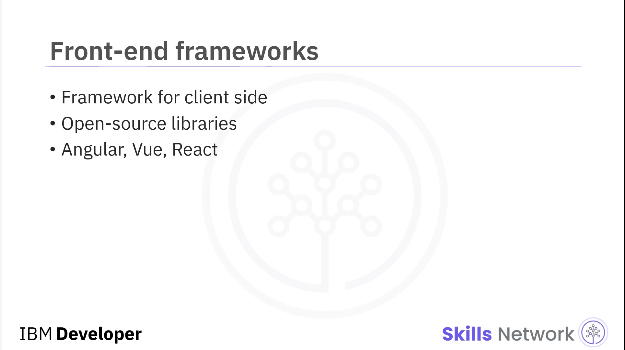 Front-end frameworks
• Framework for client side
• Open-source libraries
• Angular, Vue, React
IBM Developer
Skills Network